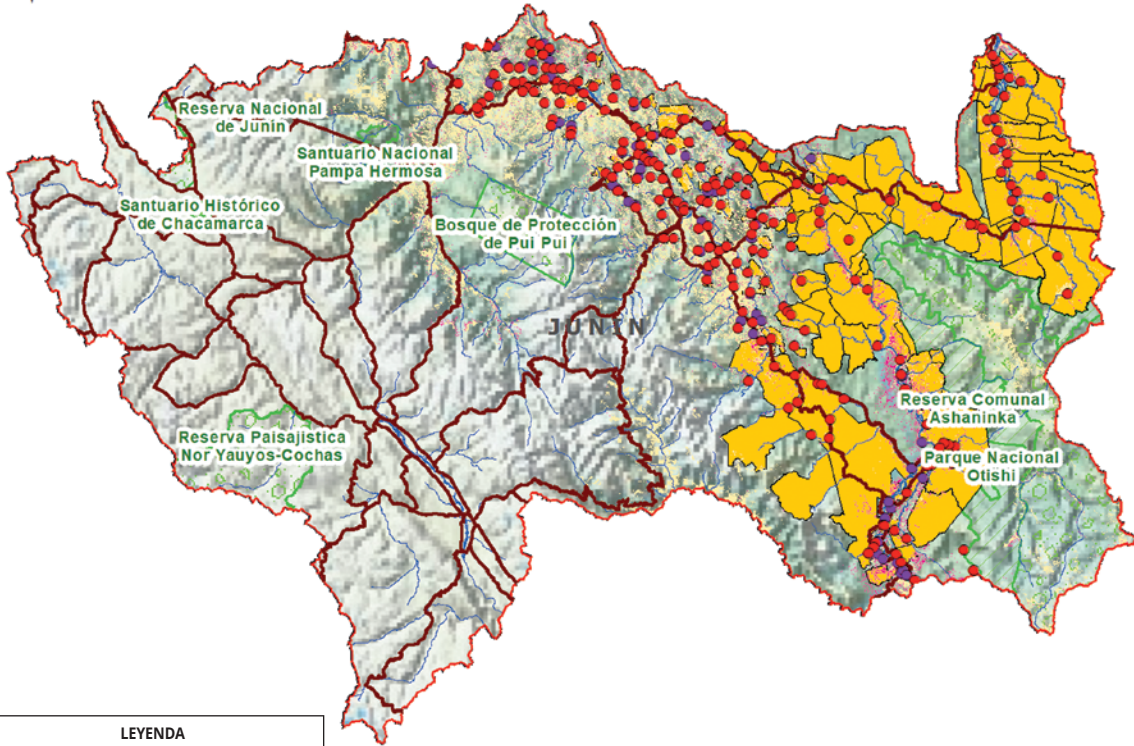 Reserva Nacional
de Junín
Santuario Nacional
Pampa Hermosa
Santuario Histórico
de Chacamarca
Bosque de Protección
de Pui Pui
JUNIN
Reserva Comunal
Ashaninka
Reserva Paisajistica
Nor Yauyos-Cochas
Parque Nacional
Otishi
LEYENDA